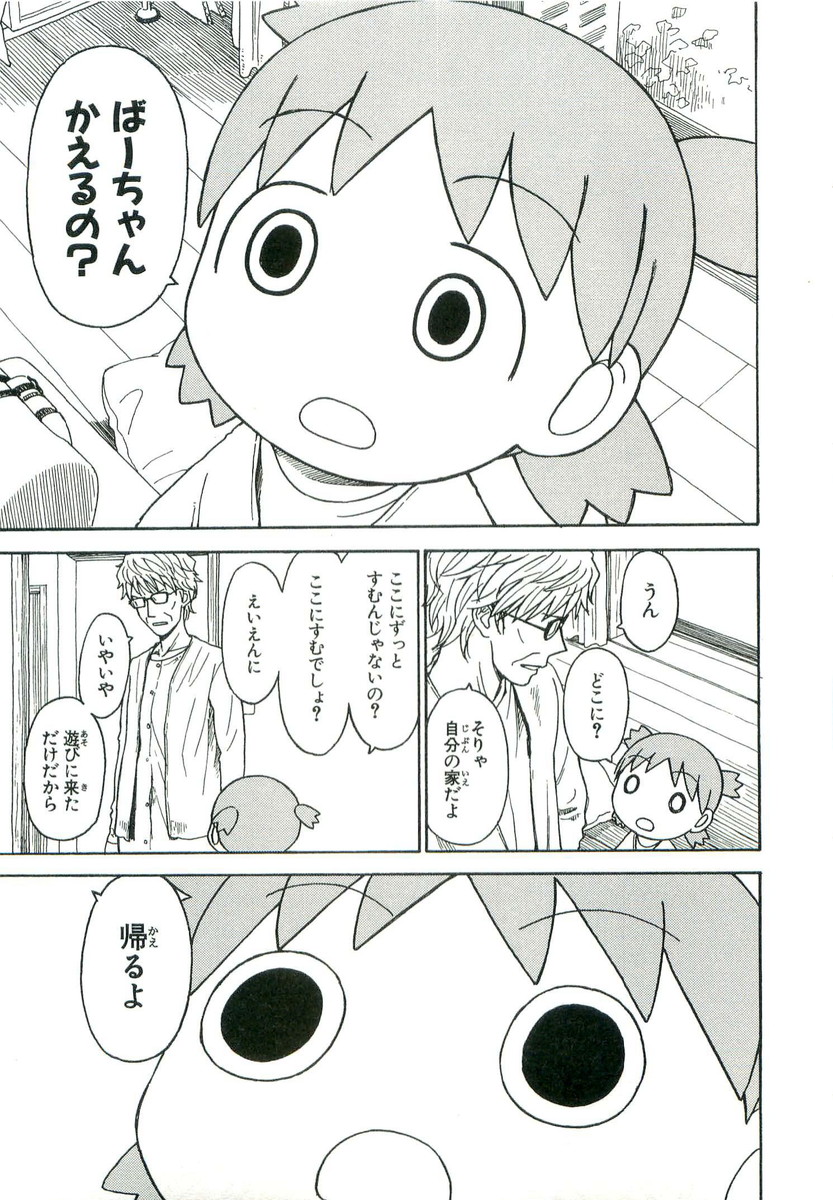 ばーちゃん
かえるの？
うん
どこに？
そりゃ
自分の家だよ
ここにずっと
すむんじゃないの？
ここにすむでしょ？
えいえんに
いやいや
遊びに来た
だけだから
帰るよ